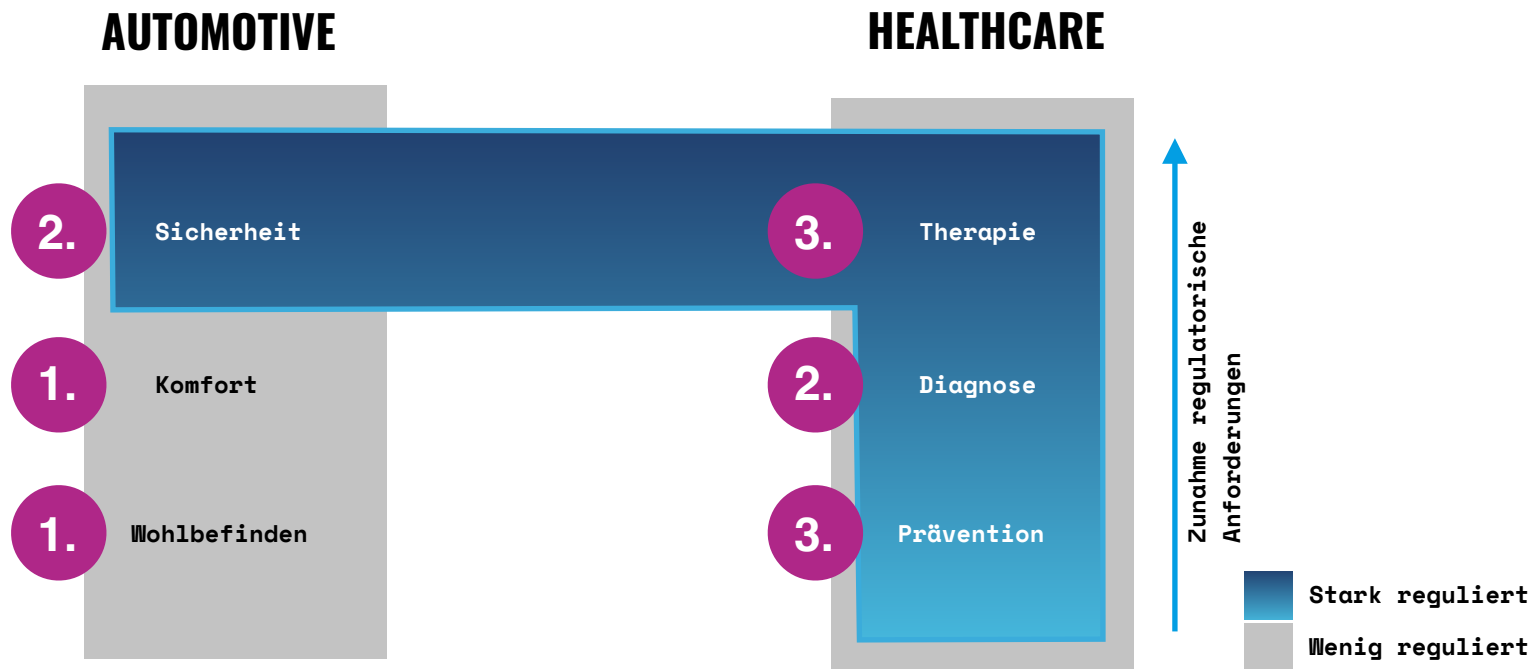 AUTOMOTIVE
HEALTHCARE
2.
Sicherheit
3.
Therapie
1.
Komfort
2.
Diagnose
1.
Wohlbefinden
3.
Prävention
Zunahme regulatorische
Anforderungen
Stark reguliert
Wenig reguliert